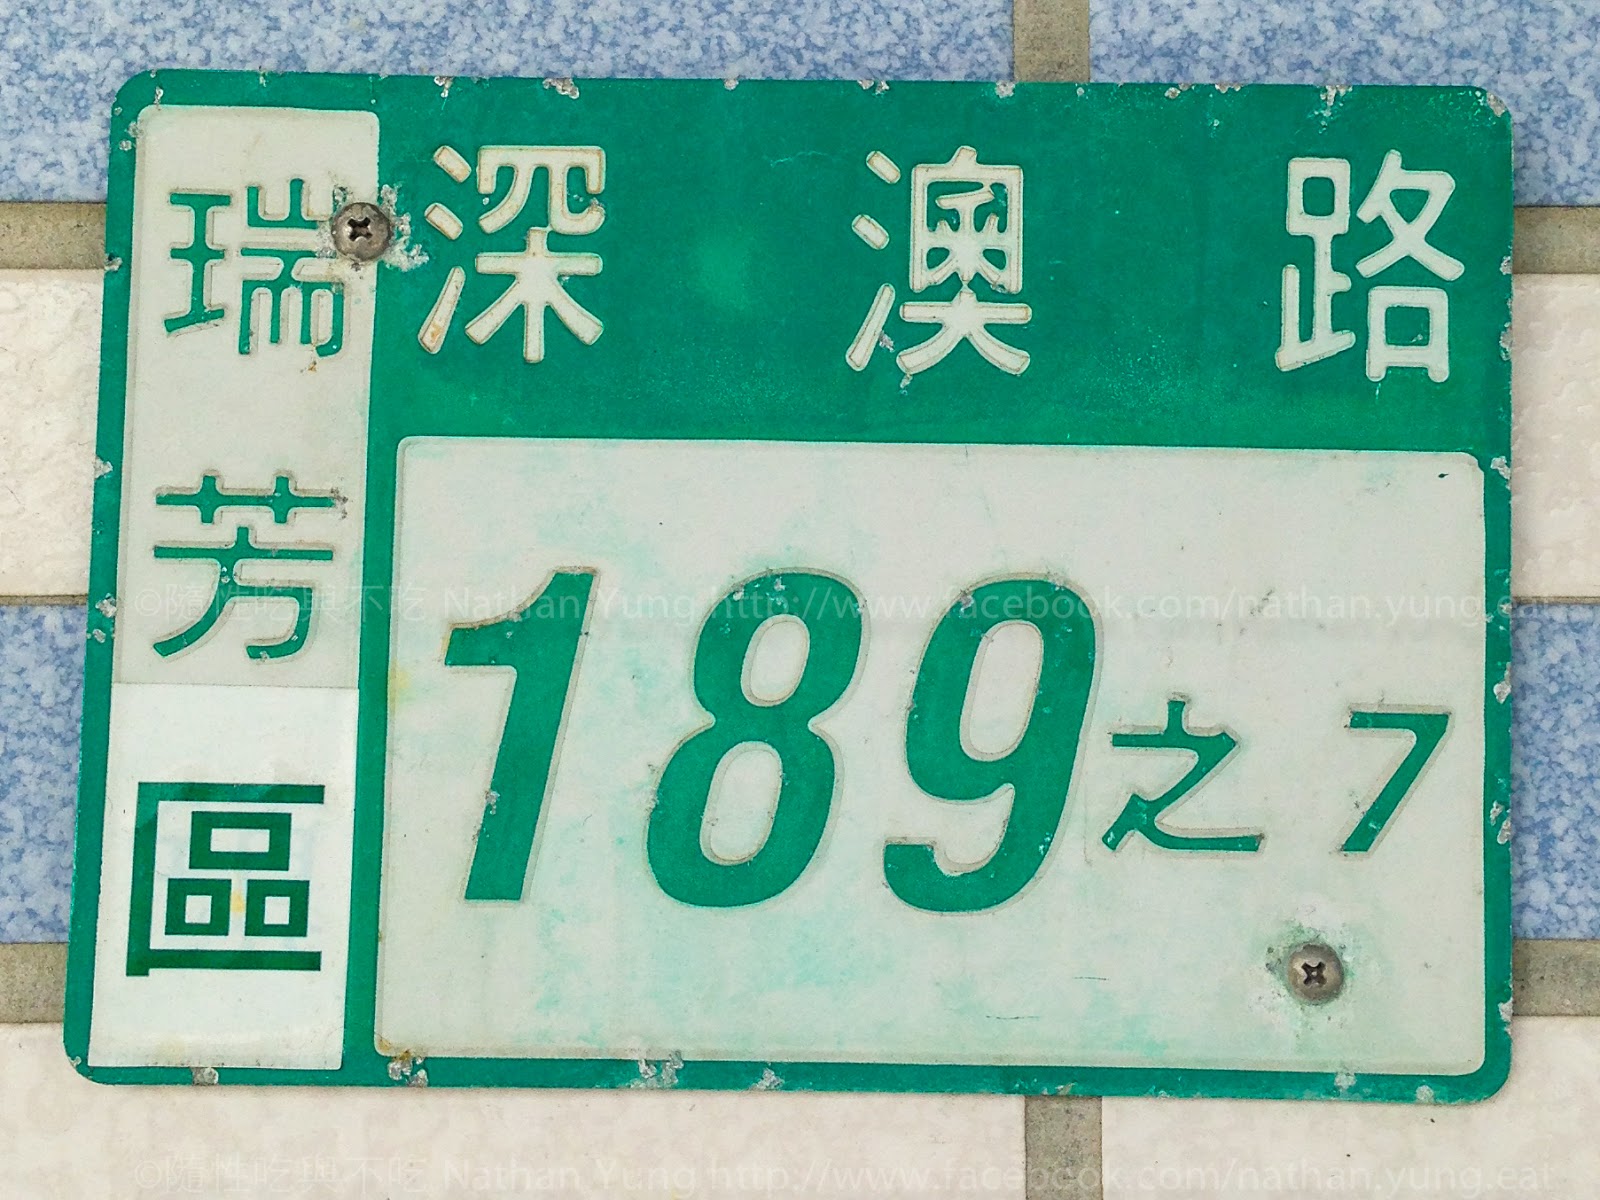 瑞芳區
深澳路
189之7
©隨性吃與不吃 Nathan Yung http://www.facebook.com/nathan.yung.eat
©隨性吃與不吃 Nathan Yung http://www.facebook.com/nathan.yung.eat